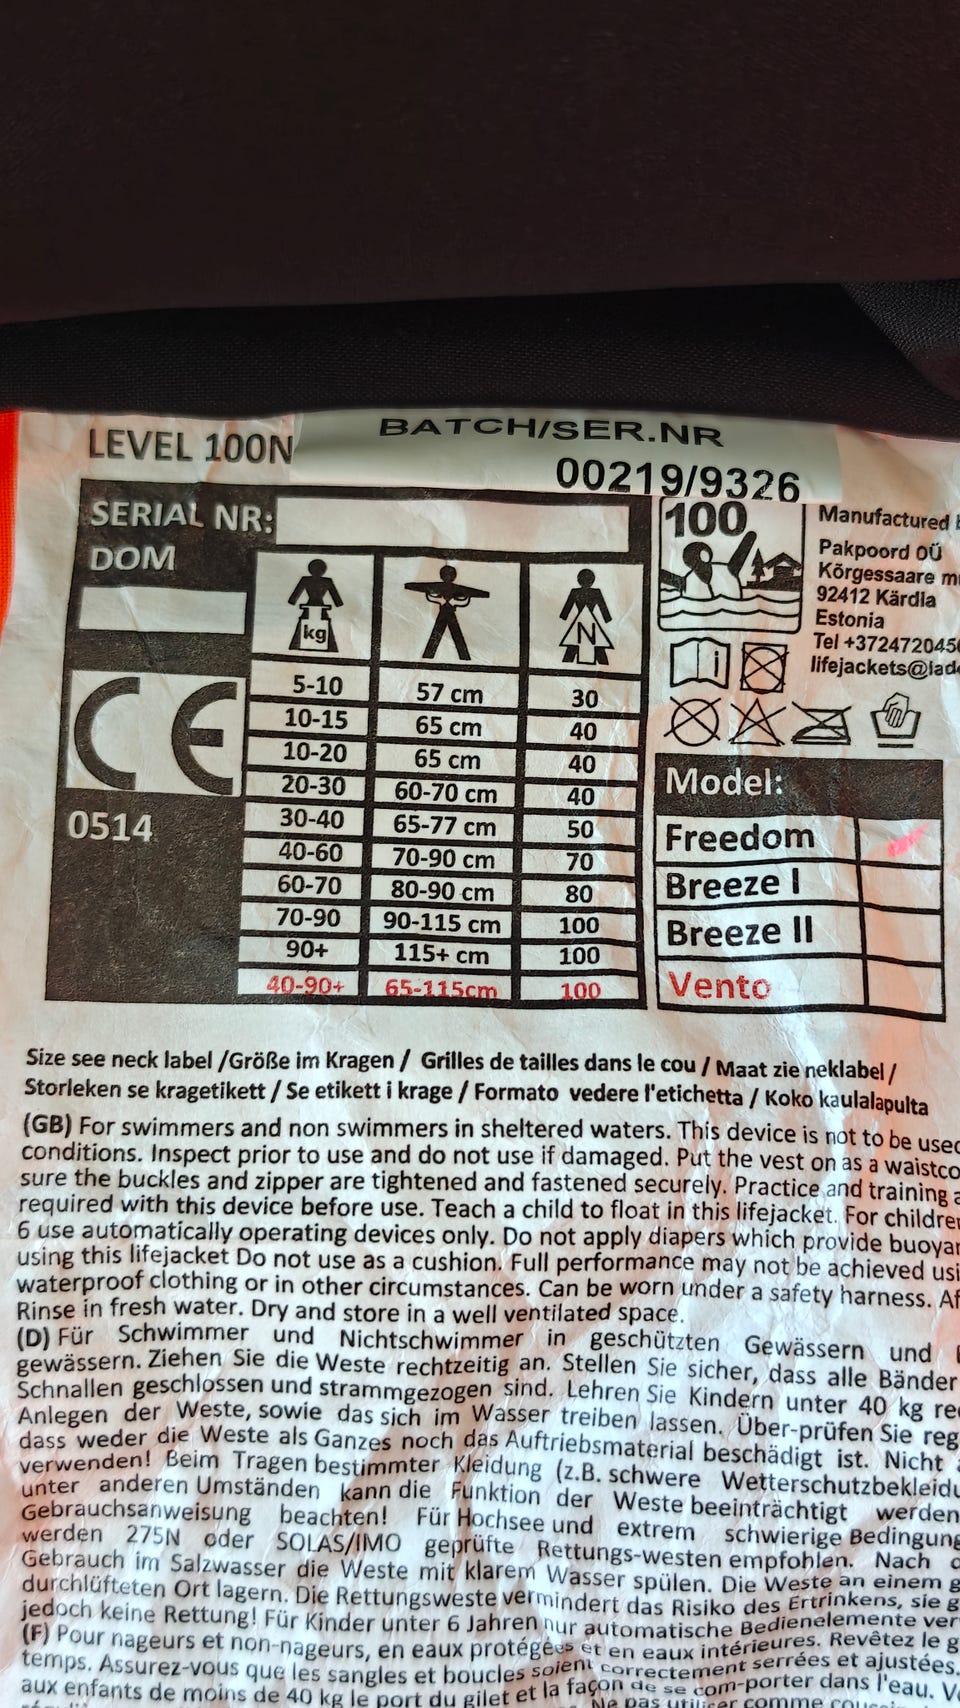 BATCH/SER.NR
00219/9326
LEVEL 100N
SERIAL NR:
DOM
kg
N
5-10 57 cm 30
10-15 65 cm 40
10-20 65 cm 40
20-30 60-70 cm 40
30-40 65-77 cm 50
40-60 70-90 cm 70
60-70 80-90 cm 80
70-90 90-115 cm 100
90+ 115+ cm 100
40-90+ 65-115cm 100
CE
0514
100
i
Manufactured
Pakpoord OÜ
Kõrgessaare
92412 Kärdla
Estonia
Tel +372472045
lifejackets@lad
Model:
Freedom
Breeze I
Breeze II
Vento
Size see neck label /Größe im Kragen / Grilles de tailles dans le cou / Maat zie neklabel /
Storleken se kragetikett / Se etikett i krage / Formato vedere l'etichetta / Koko kaulalapulta
(GB) For swimmers and non swimmers in sheltered waters. This device is not to be used
conditions. Inspect prior to use and do not use if damaged. Put the vest on as a waistco
sure the buckles and zipper are tightened and fastened securely. Practice and training
required with this device before use. Teach a child to float in this lifejacket. For childre
6 use automatically operating devices only. Do not apply diapers which provide buoya
using this lifejacket Do not use as a cushion. Full performance may not be achieved usi
waterproof clothing or in other circumstances. Can be worn under a safety harness. Af
Rinse in fresh water. Dry and store in a well ventilated space.
(D) Für Schwimmer und Nichtschwimmer in geschützten Gewässern und
gewässern. Ziehen Sie die Weste rechtzeitig an. Stellen Sie sicher, dass alle Bänder
Schnallen geschlossen und strammgezogen sind. Lehren Sie Kindern unter 40 kg re
Anlegen der Weste, sowie das sich im Wasser treiben lassen. Über-prüfen Sie reg
dass weder die Weste als Ganzes noch das Auftriebsmaterial beschädigt ist. Nicht
verwenden! Beim Tragen bestimmter Kleidung (z.B. schwere Wetterschutzbekleidu
unter anderen Umständen kann die Funktion der Weste beeinträchtigt werden
Gebrauchsanweisung beachten! Für Hochsee und extrem schwierige Bedingung
werden 275N oder SOLAS/IMO geprüfte Rettungs-westen empfohlen. Nach
Gebrauch im Salzwasser die Weste mit klarem Wasser spülen. Die Weste an einem g
durchlüfteten Ort lagern. Die Rettungsweste vermindert das Risiko des Ertrinkens, sie g
jedoch keine Rettung! Für Kinder unter 6 Jahren nur automatische Bedienelemente ver
(F) Pour nageurs et non-nageurs, en eaux protégées et en eaux intérieures. Revêtez le g
temps. Assurez-vous que les sangles et boucles soient correctement serrées et ajustées.
aux enfants de moins de 40 kg le port du gilet et la façon de se com-porter dans l'eau. V
Ne pas utiliser comme